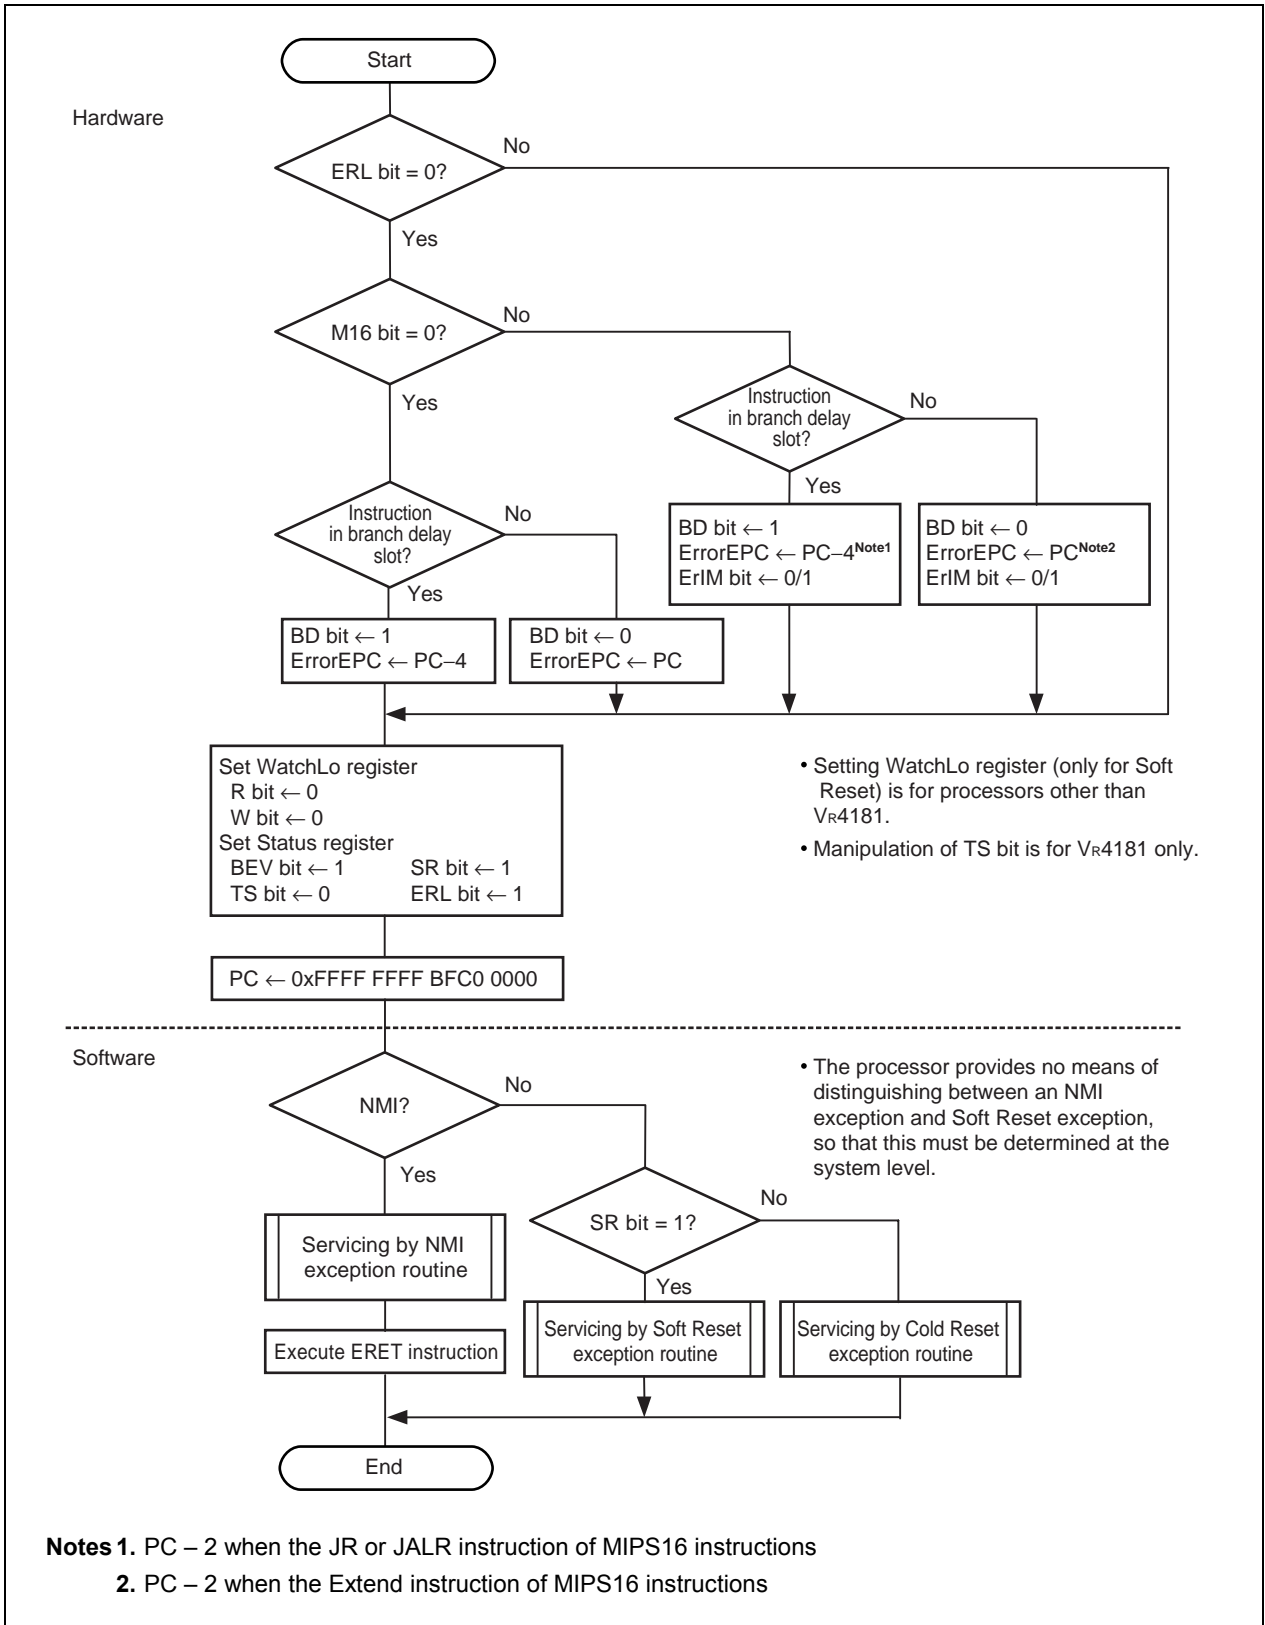 Start
Hardware
No
ERL bit = 0?
Yes
No
M16 bit = 0?
Yes
Instruction
in branch delay
slot?
No
Yes
Instruction
in branch delay
slot?
No
Yes
BD bit ← 1
ErrorEPC ← PC–4Note1
ErIM bit ← 0/1
BD bit ← 0
ErrorEPC ← PCNote2
ErIM bit ← 0/1
BD bit ← 1
ErrorEPC ← PC–4
BD bit ← 0
ErrorEPC ← PC
Set WatchLo register
R bit ← 0
W bit ← 0
Set Status register
BEV bit ← 1 SR bit ← 1
TS bit ← 0 ERL bit ← 1
• Setting WatchLo register (only for Soft
Reset) is for processors other than
VR4181.
• Manipulation of TS bit is for VR4181 only.
PC ← 0xFFFF FFFF BFC0 0000
Software
NMI?
No
Yes
• The processor provides no means of
distinguishing between an NMI
exception and Soft Reset exception,
so that this must be determined at the
system level.
SR bit = 1?
No
Yes
Servicing by NMI
exception routine
Execute ERET instruction
Servicing by Soft Reset
exception routine
Servicing by Cold Reset
exception routine
End
Notes 1. PC – 2 when the JR or JALR instruction of MIPS16 instructions
2. PC – 2 when the Extend instruction of MIPS16 instructions